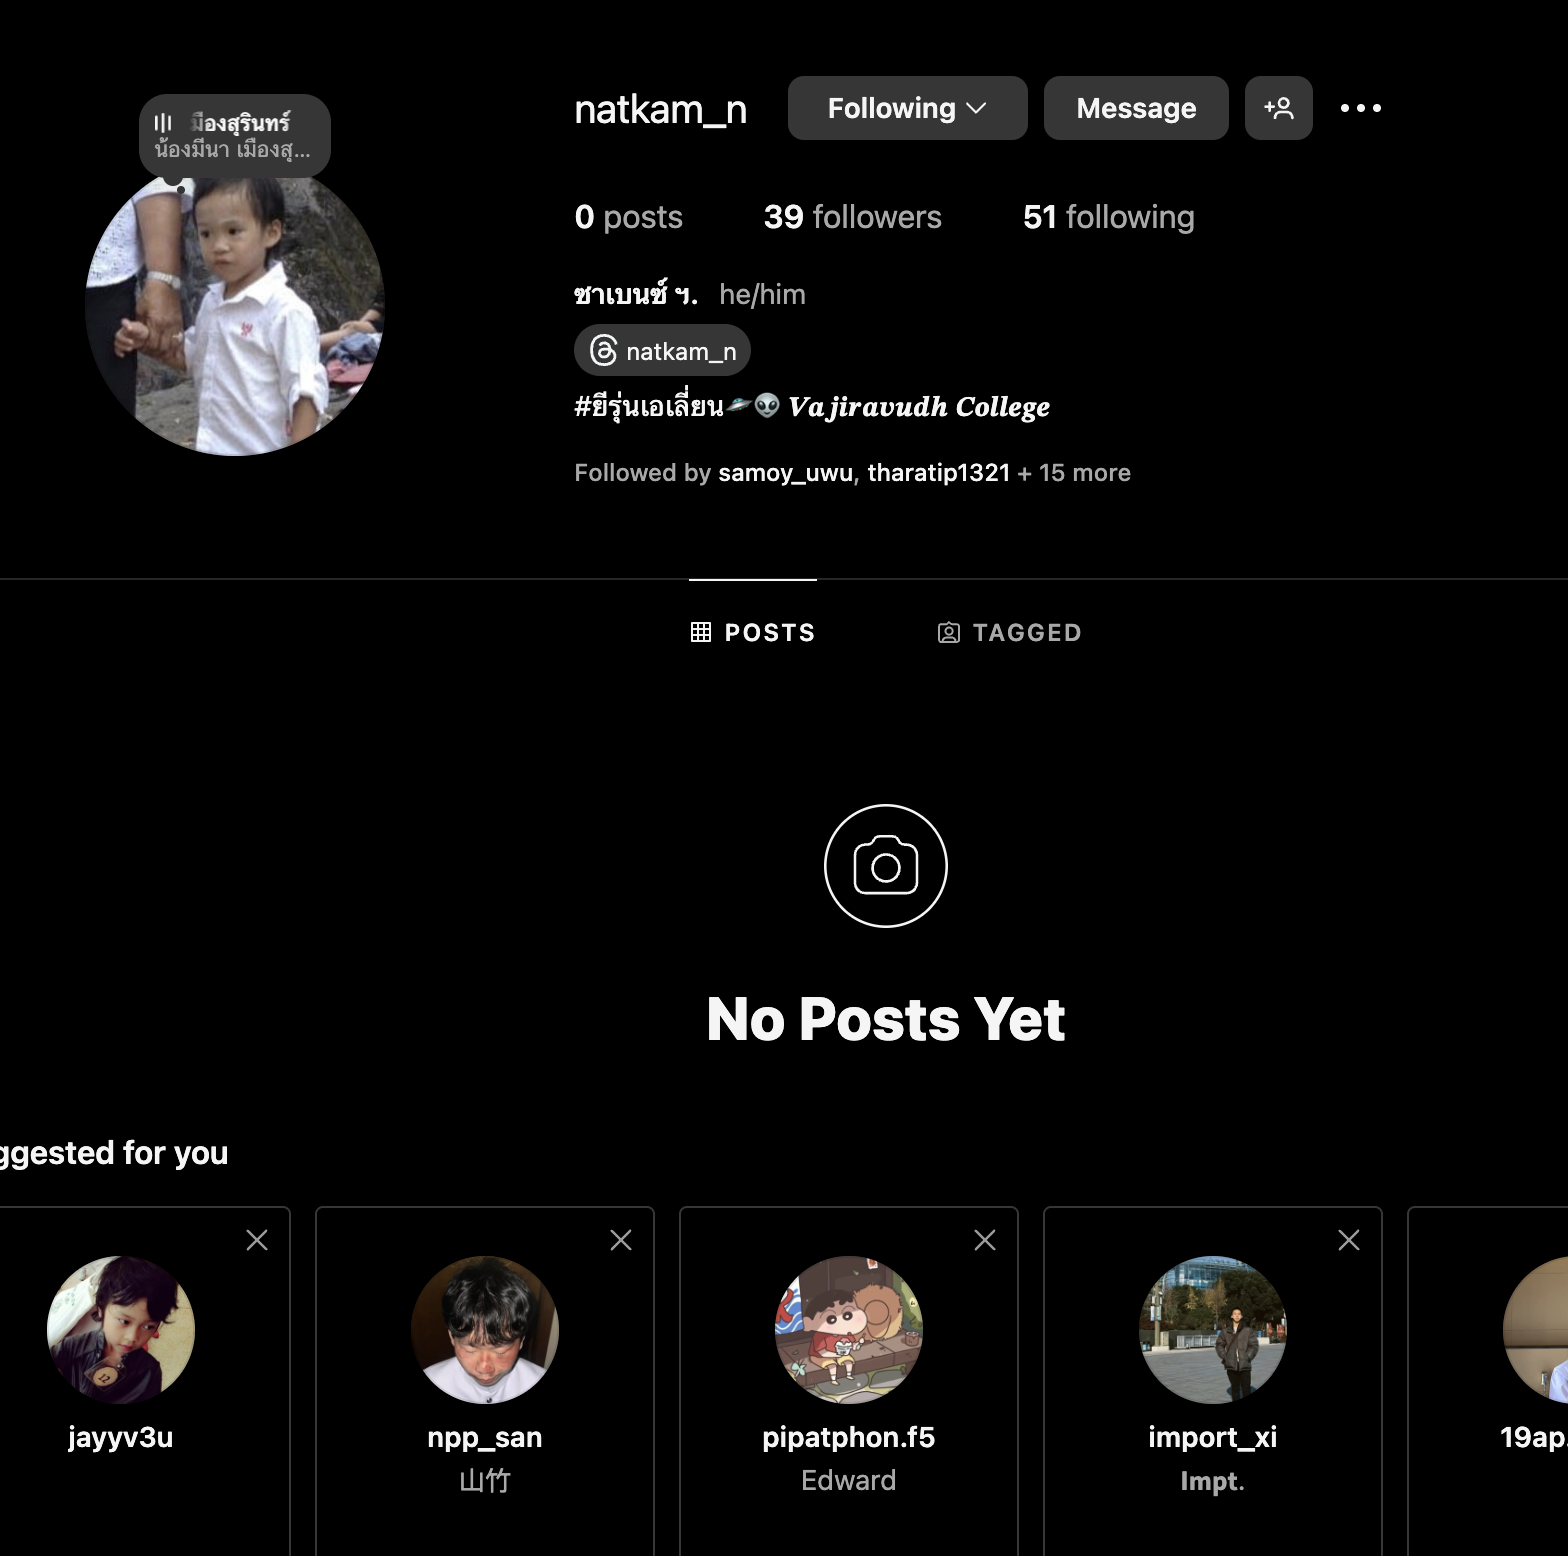 มืองสุรินทร์
น้องมีนา เมืองสุ...
natkam_n
Following
Message
0 posts
39 followers
51 following
ซาเบนซ์ ฯ. he/him
natkam_n
#ยีรุ่นเอเลี่ยน🛸👽 Vajiravudh College
Followed by samoy_uwu, tharatip1321 + 15 more
POSTS
TAGGED
No Posts Yet
ggested for you
jayyv3u
npp_san
山竹
pipatphon.f5
Edward
import_xi
Impt.
19ap.